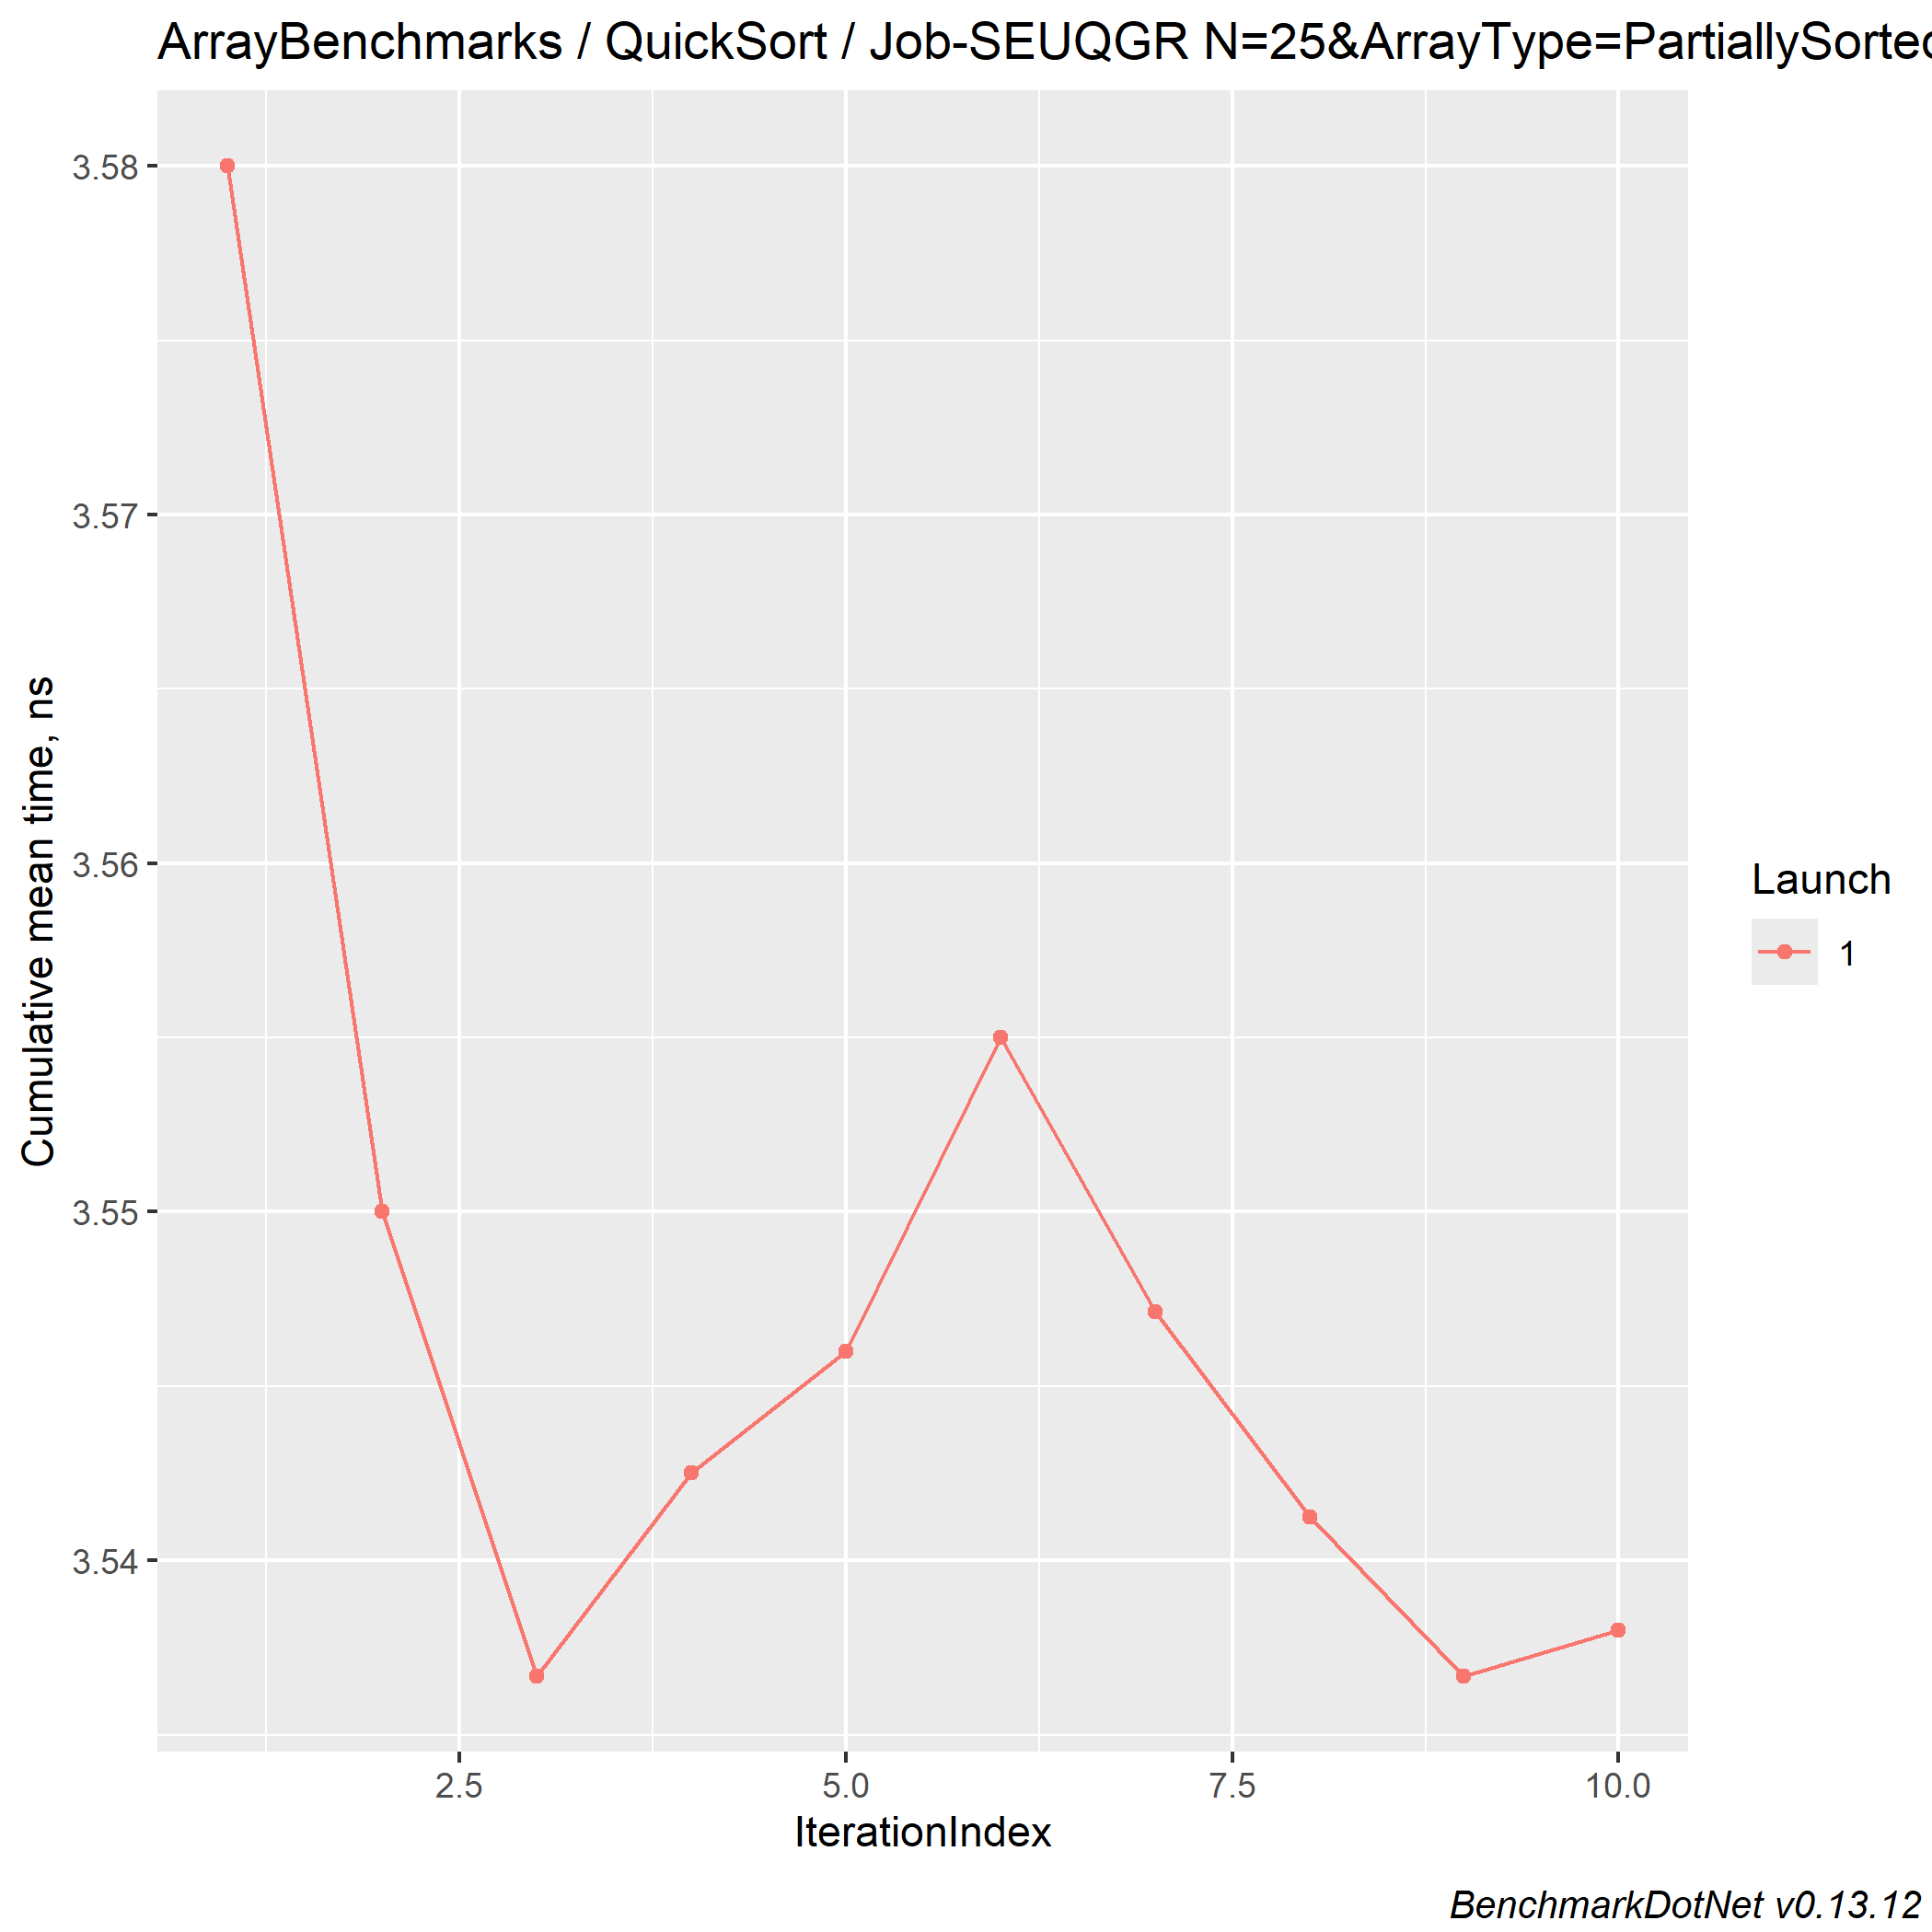 ArrayBenchmarks / QuickSort / Job-SEUQGR N=25&ArrayType=PartiallySorted
3.58
3.57
3.56
3.55
3.54
Cumulative mean time, ns
2.5 5.0 7.5 10.0
IterationIndex
Launch
1
BenchmarkDotNet v0.13.12